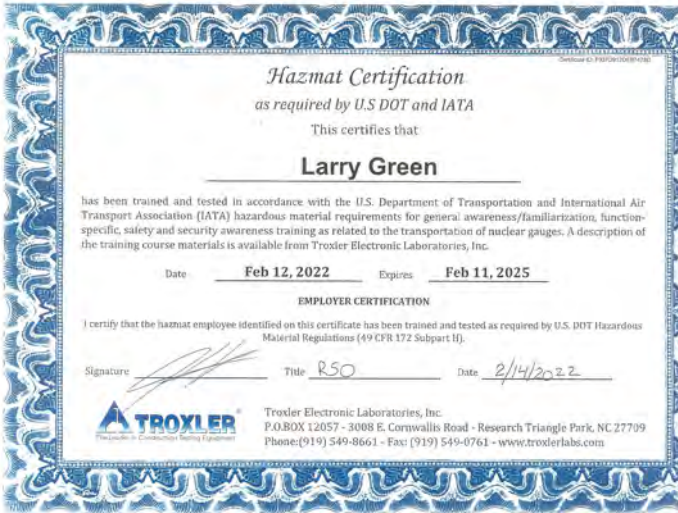 Hazmat Certification
as required by U.S DOT and IATA
This certifies that
Larry Green
has been trained and tested in accordance with the U.S. Department of Transportation and International Air
Transport Association (IATA) hazardous material requirements for general awareness/familiarization, function-
specific, safety and security awareness training as related to the transportation of nuclear gauges. A description of
the training course materials is available from Troxler Electronic Laboratories, Inc.
Date Feb 12, 2022 Expires Feb 11, 2025
EMPLOYER CERTIFICATION
I certify that the hazmat employee identified on this certificate has been trained and tested as required by U.S. DOT Hazardous
Material Regulations (49 CFR 172 Subpart H).
Signature Title RSO Date 2/14/2022
TROXLER
The Leader in Construction Testing Equipment
Troxler Electronic Laboratories, Inc.
P.O.BOX 12057 - 3008 E. Cornwallis Road - Research Triangle Park, NC 27709
Phone:(919) 549-8661 - Fax: (919) 549-0761 - www.troxlerlabs.com